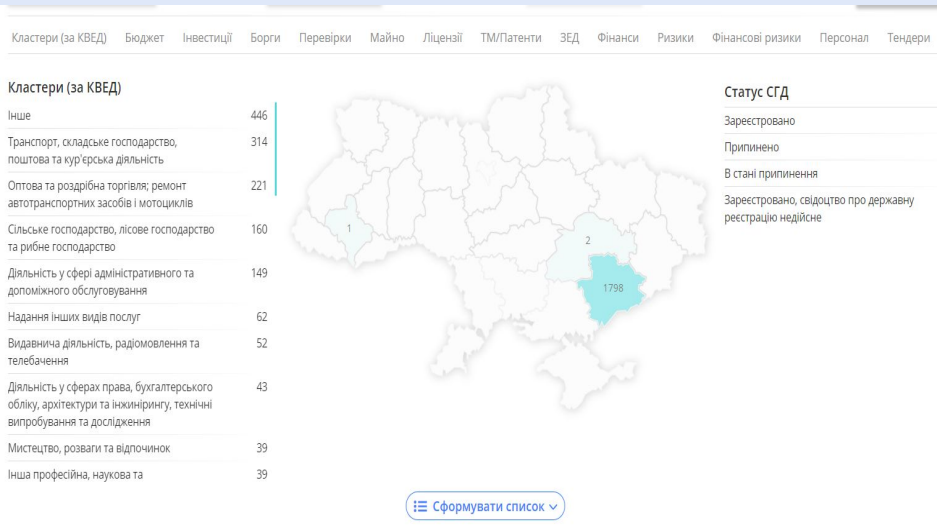 Кластери (за КВЕД) Бюджет Інвестиції Борги Перевірки Майно Ліцензії ТМ/Патенти ЗЕД Фінанси Ризики Фінансові ризики Персонал Тендери
Кластери (за КВЕД)
Інше 446
Транспорт, складське господарство, 314
поштова та кур'єрська діяльність
Оптова та роздрібна торгівля; ремонт 221
автотранспортних засобів і мотоциклів
Сільське господарство, лісове господарство 160
та рибне господарство
Діяльність у сфері адміністративного та 149
допоміжного обслуговування
Надання інших видів послуг 62
Видавнича діяльність, радіомовлення та 52
телебачення
Діяльність у сферах права, бухгалтерського 43
обліку, архітектури та інжинірингу, технічні
випробування та дослідження
Мистецтво, розваги та відпочинок 39
Інша професійна, наукова та 39
1
2
1798
Статус СГД
Зареєстровано
Припинено
В стані припинення
Зареєстровано, свідоцтво про державну
реєстрацію недійсне
Сформувати список